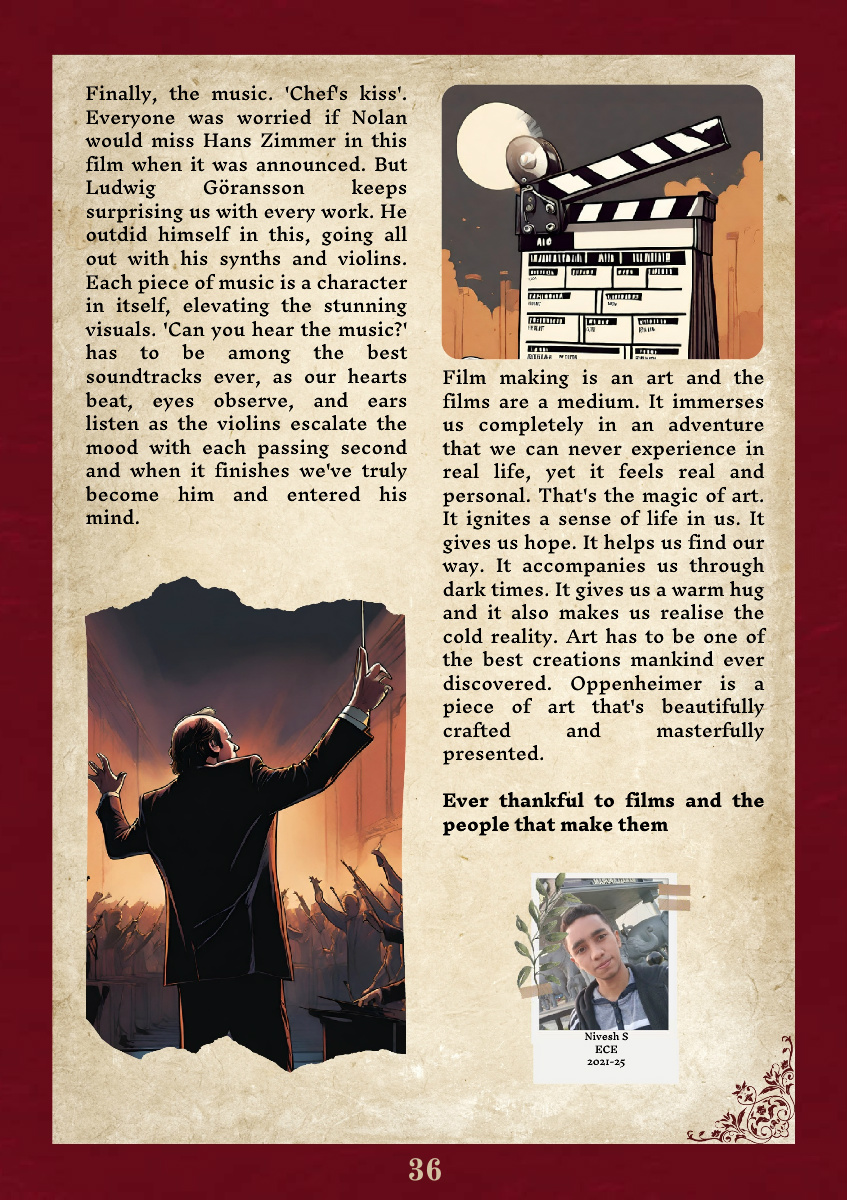 Finally, the music. 'Chef's kiss'.
Everyone was worried if Nolan
would miss Hans Zimmer in this
film when it was announced. But
Ludwig Göransson keeps
surprising us with every work. He
outdid himself in this, going all
out with his synths and violins.
Each piece of music is a character
in itself, elevating the stunning
visuals. 'Can you hear the music?'
has to be among the best
soundtracks ever, as our hearts
beat, eyes observe, and ears
listen as the violins escalate the
mood with each passing second
and when it finishes we've truly
become him and entered his
mind.
Film making is an art and the
films are a medium. It immerses
us completely in an adventure
that we can never experience in
real life, yet it feels real and
personal. That's the magic of art.
It ignites a sense of life in us. It
gives us hope. It helps us find our
way. It accompanies us through
dark times. It gives us a warm hug
and it also makes us realise the
cold reality. Art has to be one of
the best creations mankind ever
discovered. Oppenheimer is a
piece of art that's beautifully
crafted and masterfully
presented.
Ever thankful to films and the
people that make them
Nivesh S
ECE
2021-25
36